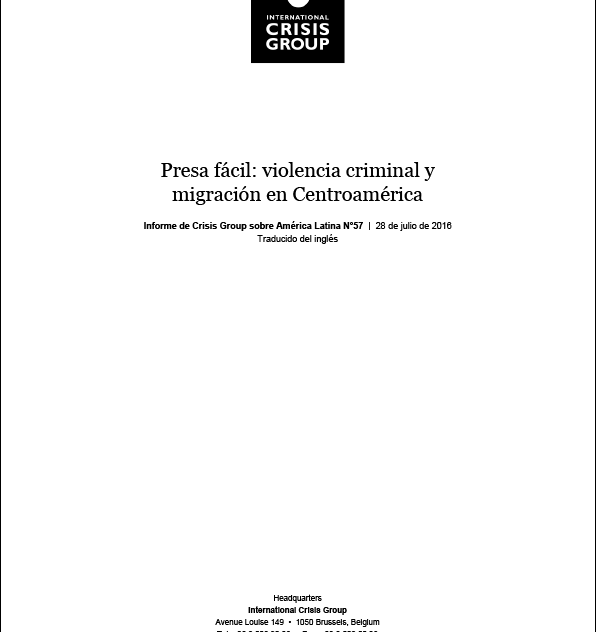 INTERNATIONAL
CRISIS
GROUP
Presa fácil: violencia criminal y
migración en Centroamérica
Informe de Crisis Group sobre América Latina N°57 | 28 de julio de 2016
Traducido del inglés
Headquarters
International Crisis Group
Avenue Louise 149 • 1050 Brussels, Belgium